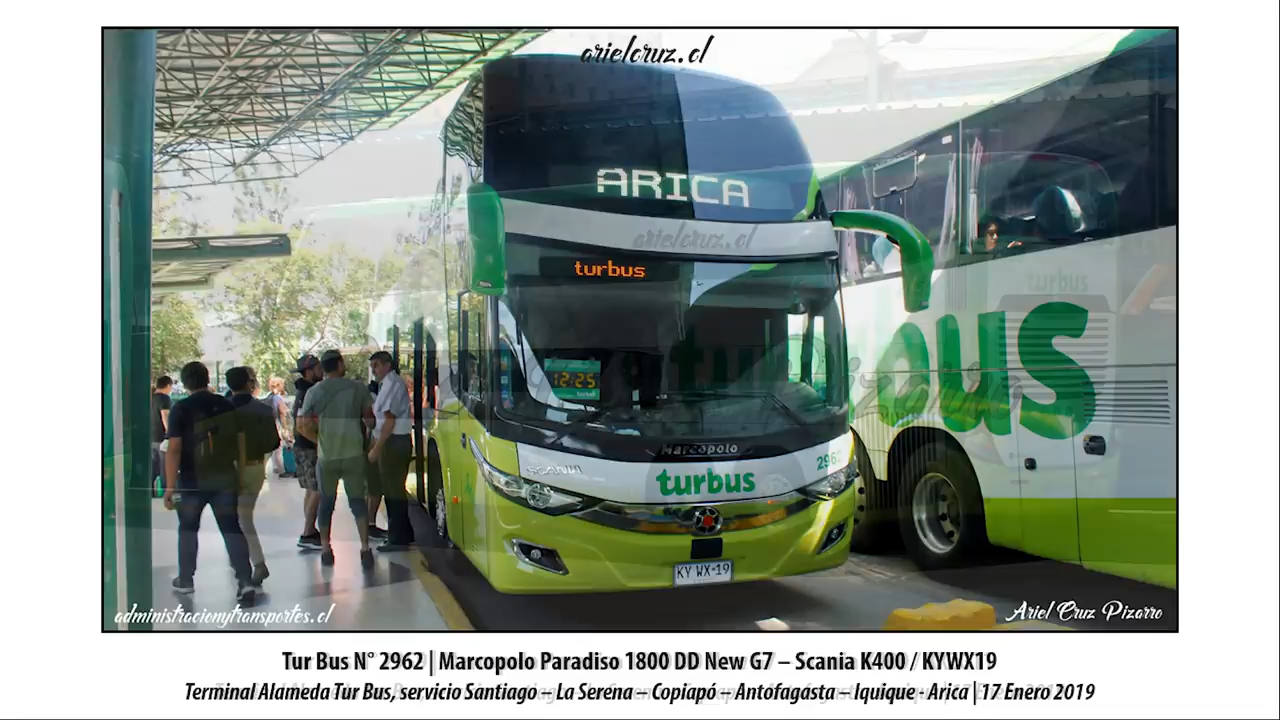 arielcruz.cl
ARICA
arielcruz.cl
turbus
turbus
12:25
us
Marcopolo
SCANIA
2962
turbus
KY WX-19
administracionytransportes.cl
Ariel Cruz Pizarro
Tur Bus N° 2962 | Marcopolo Paradiso 1800 DD New G7 – Scania K400 / KYWX19
Terminal Alameda Tur Bus, servicio Santiago – La Serena – Copiapó – Antofagasta – Iquique - Arica | 17 Enero 2019